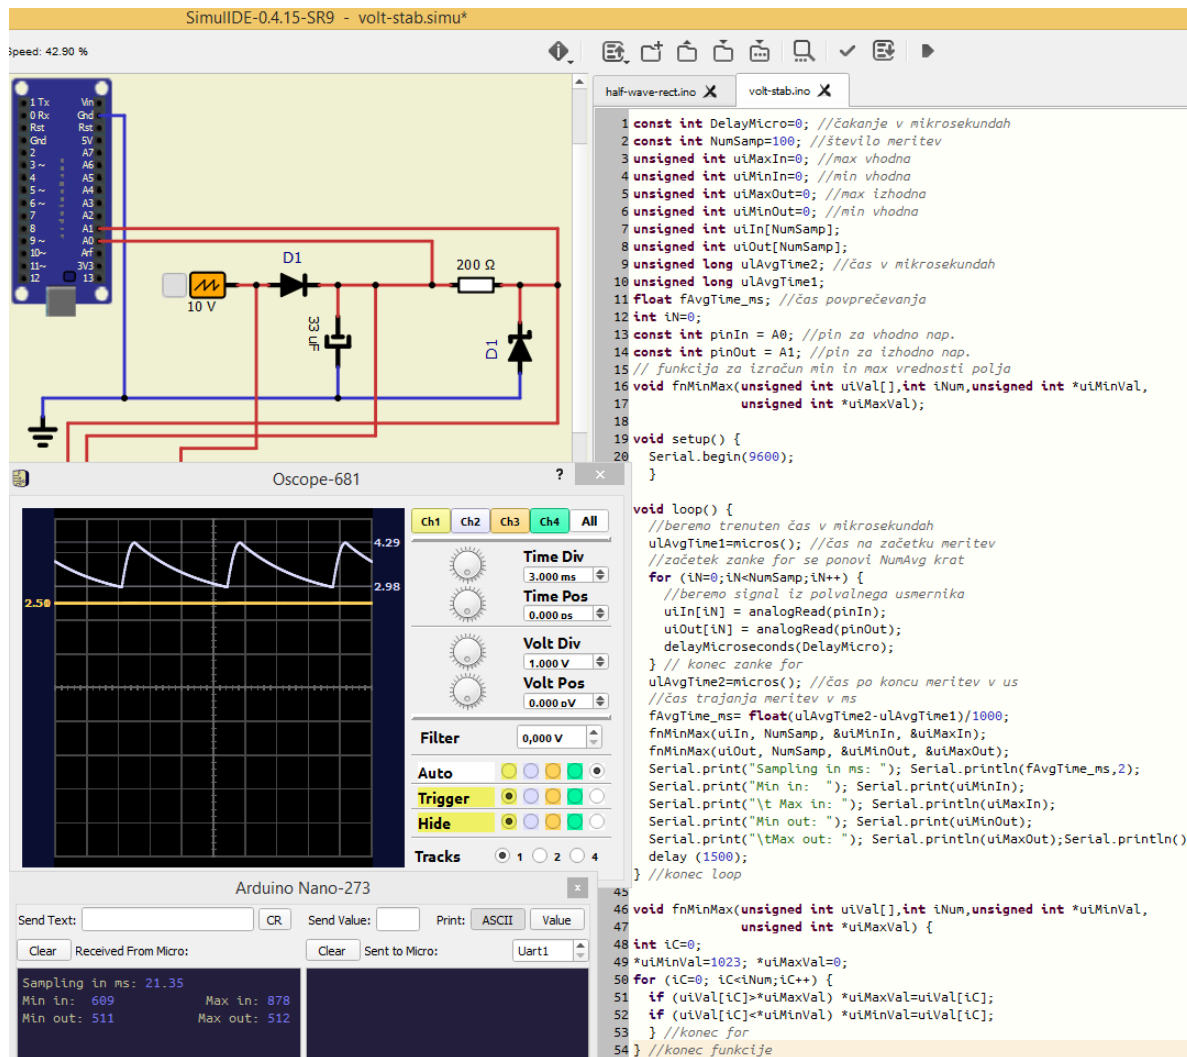 SimulIDE-0.4.15-SR9 - volt-stab.simu*
Speed: 42.90 %
half-wave-rect.ino
volt-stab.ino
1 Tx Vin
0 Rx Gnd
Rst Rst
Gnd 5V
2 A7
3 ~ A6
4 A5
5 ~ A4
6 ~ A3
7 A2
8 A1
9 ~ A0
10~ Arf
11~ 3V3
12 13
D1
200 Ω
10 V
33 uF
D1
1 const int DelayMicro=0; //čakanje v mikrosekundah
2 const int NumSamp=100; //število meritev
3 unsigned int uiMaxIn=0; //max vhodna
4 unsigned int uiMinIn=0; //min vhodna
5 unsigned int uiMaxOut=0; //max izhodna
6 unsigned int uiMinOut=0; //min vhodna
7 unsigned int uiIn[NumSamp];
8 unsigned int uiOut[NumSamp];
9 unsigned long ulAvgTime2; //čas v mikrosekundah
10 unsigned long ulAvgTime1;
11 float fAvgTime_ms; //čas povprečevanja
12 int iN=0;
13 const int pinIn = A0; //pin za vhodno nap.
14 const int pinOut = A1; //pin za izhodno nap.
15 // funkcija za izračun min in max vrednosti polja
16 void fnMinMax(unsigned int uiVal[],int iNum,unsigned int *uiMinVal,
17 unsigned int *uiMaxVal);
18
19 void setup() {
20 Serial.begin(9600);
}
void loop() {
//beremo trenuten čas v mikrosekundah
ulAvgTime1=micros(); //čas na začetku meritev
//začetek zanke for se ponovi NumAvg krat
for (iN=0;iN<NumSamp;iN++) {
//beremo signal iz polvalnega usmernika
uiIn[iN] = analogRead(pinIn);
uiOut[iN] = analogRead(pinOut);
delayMicroseconds(DelayMicro);
} // konec zanke for
ulAvgTime2=micros(); //čas po koncu meritev v us
//čas trajanja meritev v ms
fAvgTime_ms= float(ulAvgTime2-ulAvgTime1)/1000;
fnMinMax(uiIn, NumSamp, &uiMinIn, &uiMaxIn);
fnMinMax(uiOut, NumSamp, &uiMinOut, &uiMaxOut);
Serial.print("Sampling in ms: "); Serial.println(fAvgTime_ms,2);
Serial.print("Min in:  "); Serial.print(uiMinIn);
Serial.print("\t Max in: "); Serial.println(uiMaxIn);
Serial.print("Min out: "); Serial.print(uiMinOut);
Serial.print("\tMax out: "); Serial.println(uiMaxOut);Serial.println()
delay (1500);
} //konec loop
45
46 void fnMinMax(unsigned int uiVal[],int iNum,unsigned int *uiMinVal,
47 unsigned int *uiMaxVal) {
48 int iC=0;
49 *uiMinVal=1023; *uiMaxVal=0;
50 for (iC=0; iC<iNum;iC++) {
51 if (uiVal[iC]>*uiMaxVal) *uiMaxVal=uiVal[iC];
52 if (uiVal[iC]<*uiMinVal) *uiMinVal=uiVal[iC];
53 } //konec for
54 } //konec funkcije
Oscope-681 ?
Ch1 Ch2 Ch3 Ch4 All
4.29
2.98
Time Div
3.000 ms
Time Pos
0.000 ps
Volt Div
1.000 V
Volt Pos
0.000 pV
Filter 0,000 V
Auto
Trigger
Hide
Tracks 1 2 4
Arduino Nano-273
Send Text: CR Send Value: Print: ASCII Value
Clear Received From Micro: Clear Sent to Micro: Uart1
Sampling in ms: 21.35
Min in:  609 Max in: 878
Min out: 511 Max out: 512